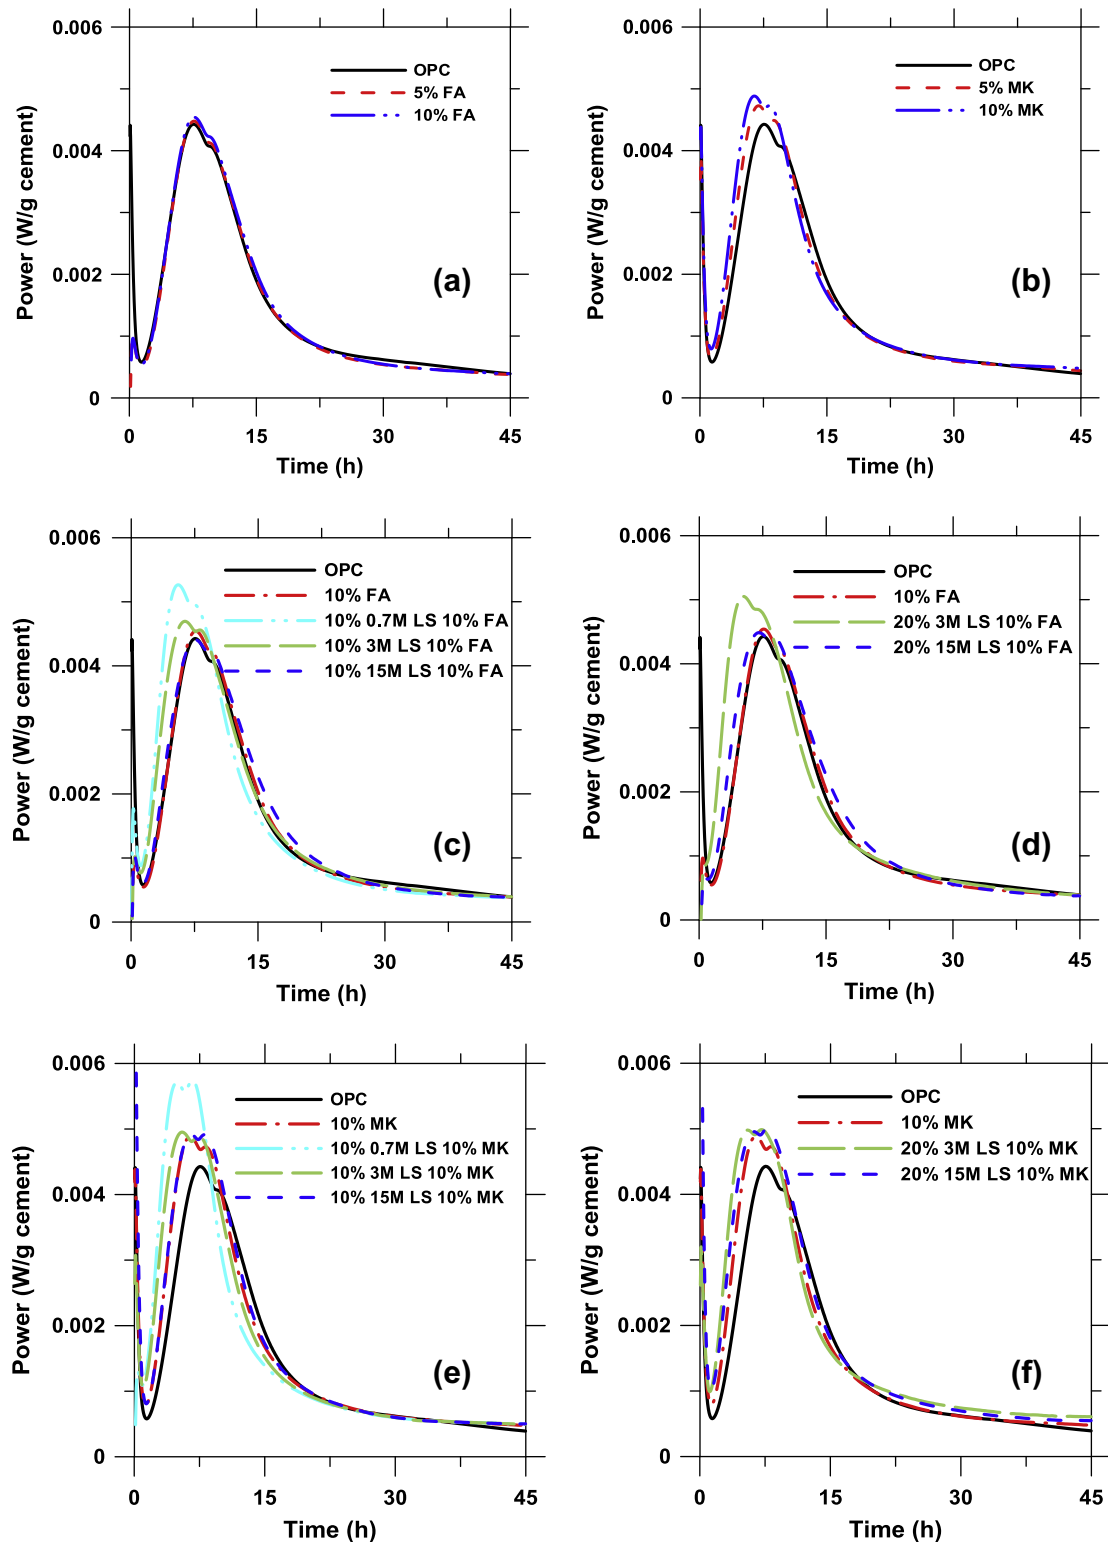 0.006
0.004
0.002
0
Power (W/g cement)
OPC
5% FA
10% FA
(a)
0 15 30 45
Time (h)
0.006
0.004
0.002
0
Power (W/g cement)
OPC
5% MK
10% MK
(b)
0 15 30 45
Time (h)
0.006
0.004
0.002
0
Power (W/g cement)
OPC
10% FA
10% 0.7M LS 10% FA
10% 3M LS 10% FA
10% 15M LS 10% FA
(c)
0 15 30 45
Time (h)
0.006
0.004
0.002
0
Power (W/g cement)
OPC
10% FA
20% 3M LS 10% FA
20% 15M LS 10% FA
(d)
0 15 30 45
Time (h)
0.006
0.004
0.002
0
Power (W/g cement)
OPC
10% MK
10% 0.7M LS 10% MK
10% 3M LS 10% MK
10% 15M LS 10% MK
(e)
0 15 30 45
Time (h)
0.006
0.004
0.002
0
Power (W/g cement)
OPC
10% MK
20% 3M LS 10% MK
20% 15M LS 10% MK
(f)
0 15 30 45
Time (h)